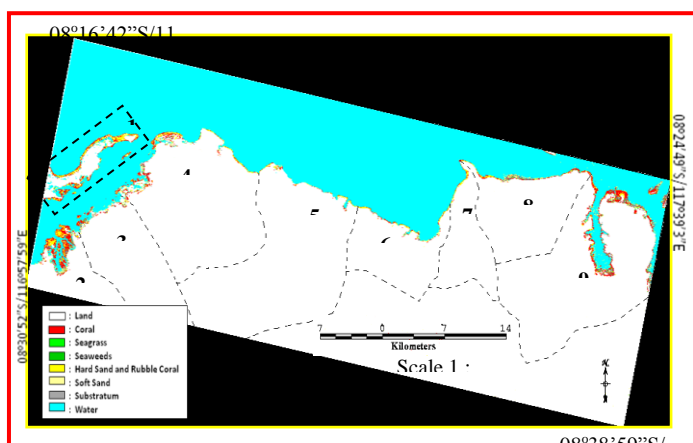 08º16’42”S/11
08º24’49”S/117º39’3”E
08º30’52”S/116º57’59”E
4
3
5
6
7
8
9
2
: Land
: Coral
: Seagrass
: Seaweeds
: Hard Sand and Rubble Coral
: Soft Sand
: Substratum
: Water
7 0 7 14
Kilometers
Scale 1 :